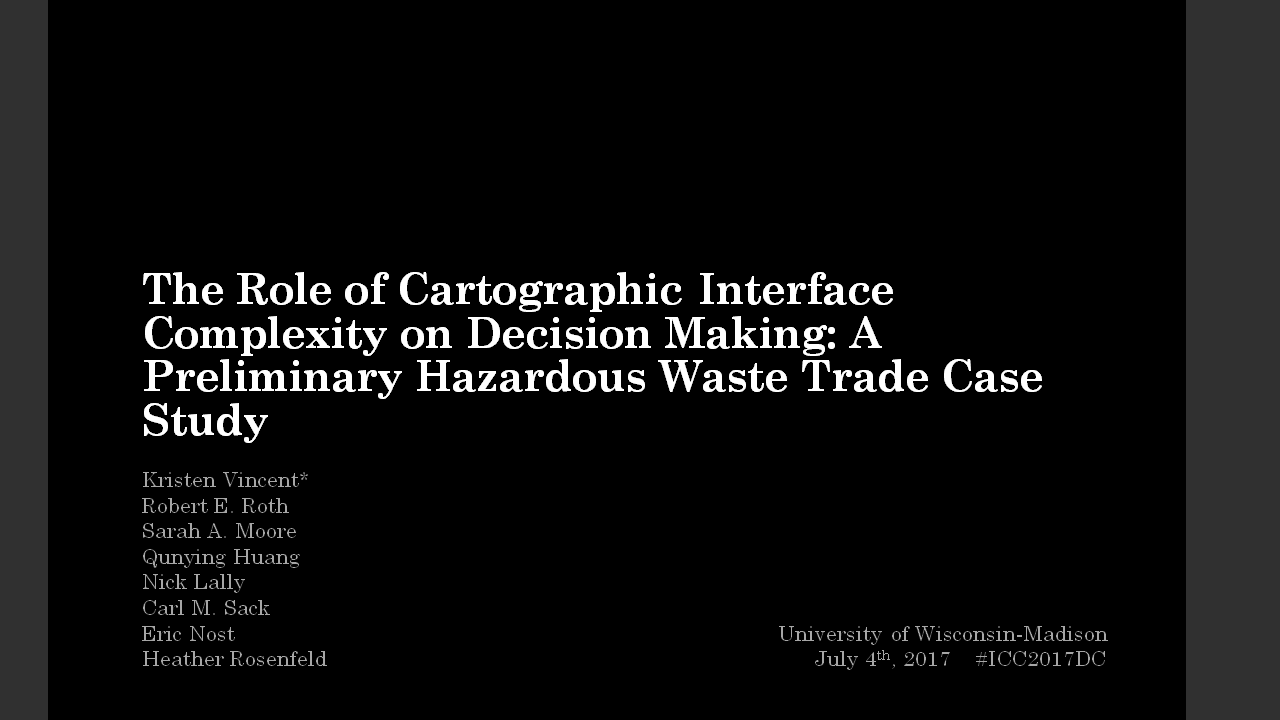 The Role of Cartographic Interface
Complexity on Decision Making: A
Preliminary Hazardous Waste Trade Case
Study
Kristen Vincent*
Robert E. Roth
Sarah A. Moore
Qunying Huang
Nick Lally
Carl M. Sack
Eric Nost
Heather Rosenfeld
University of Wisconsin-Madison
July 4th, 2017 #ICC2017DC